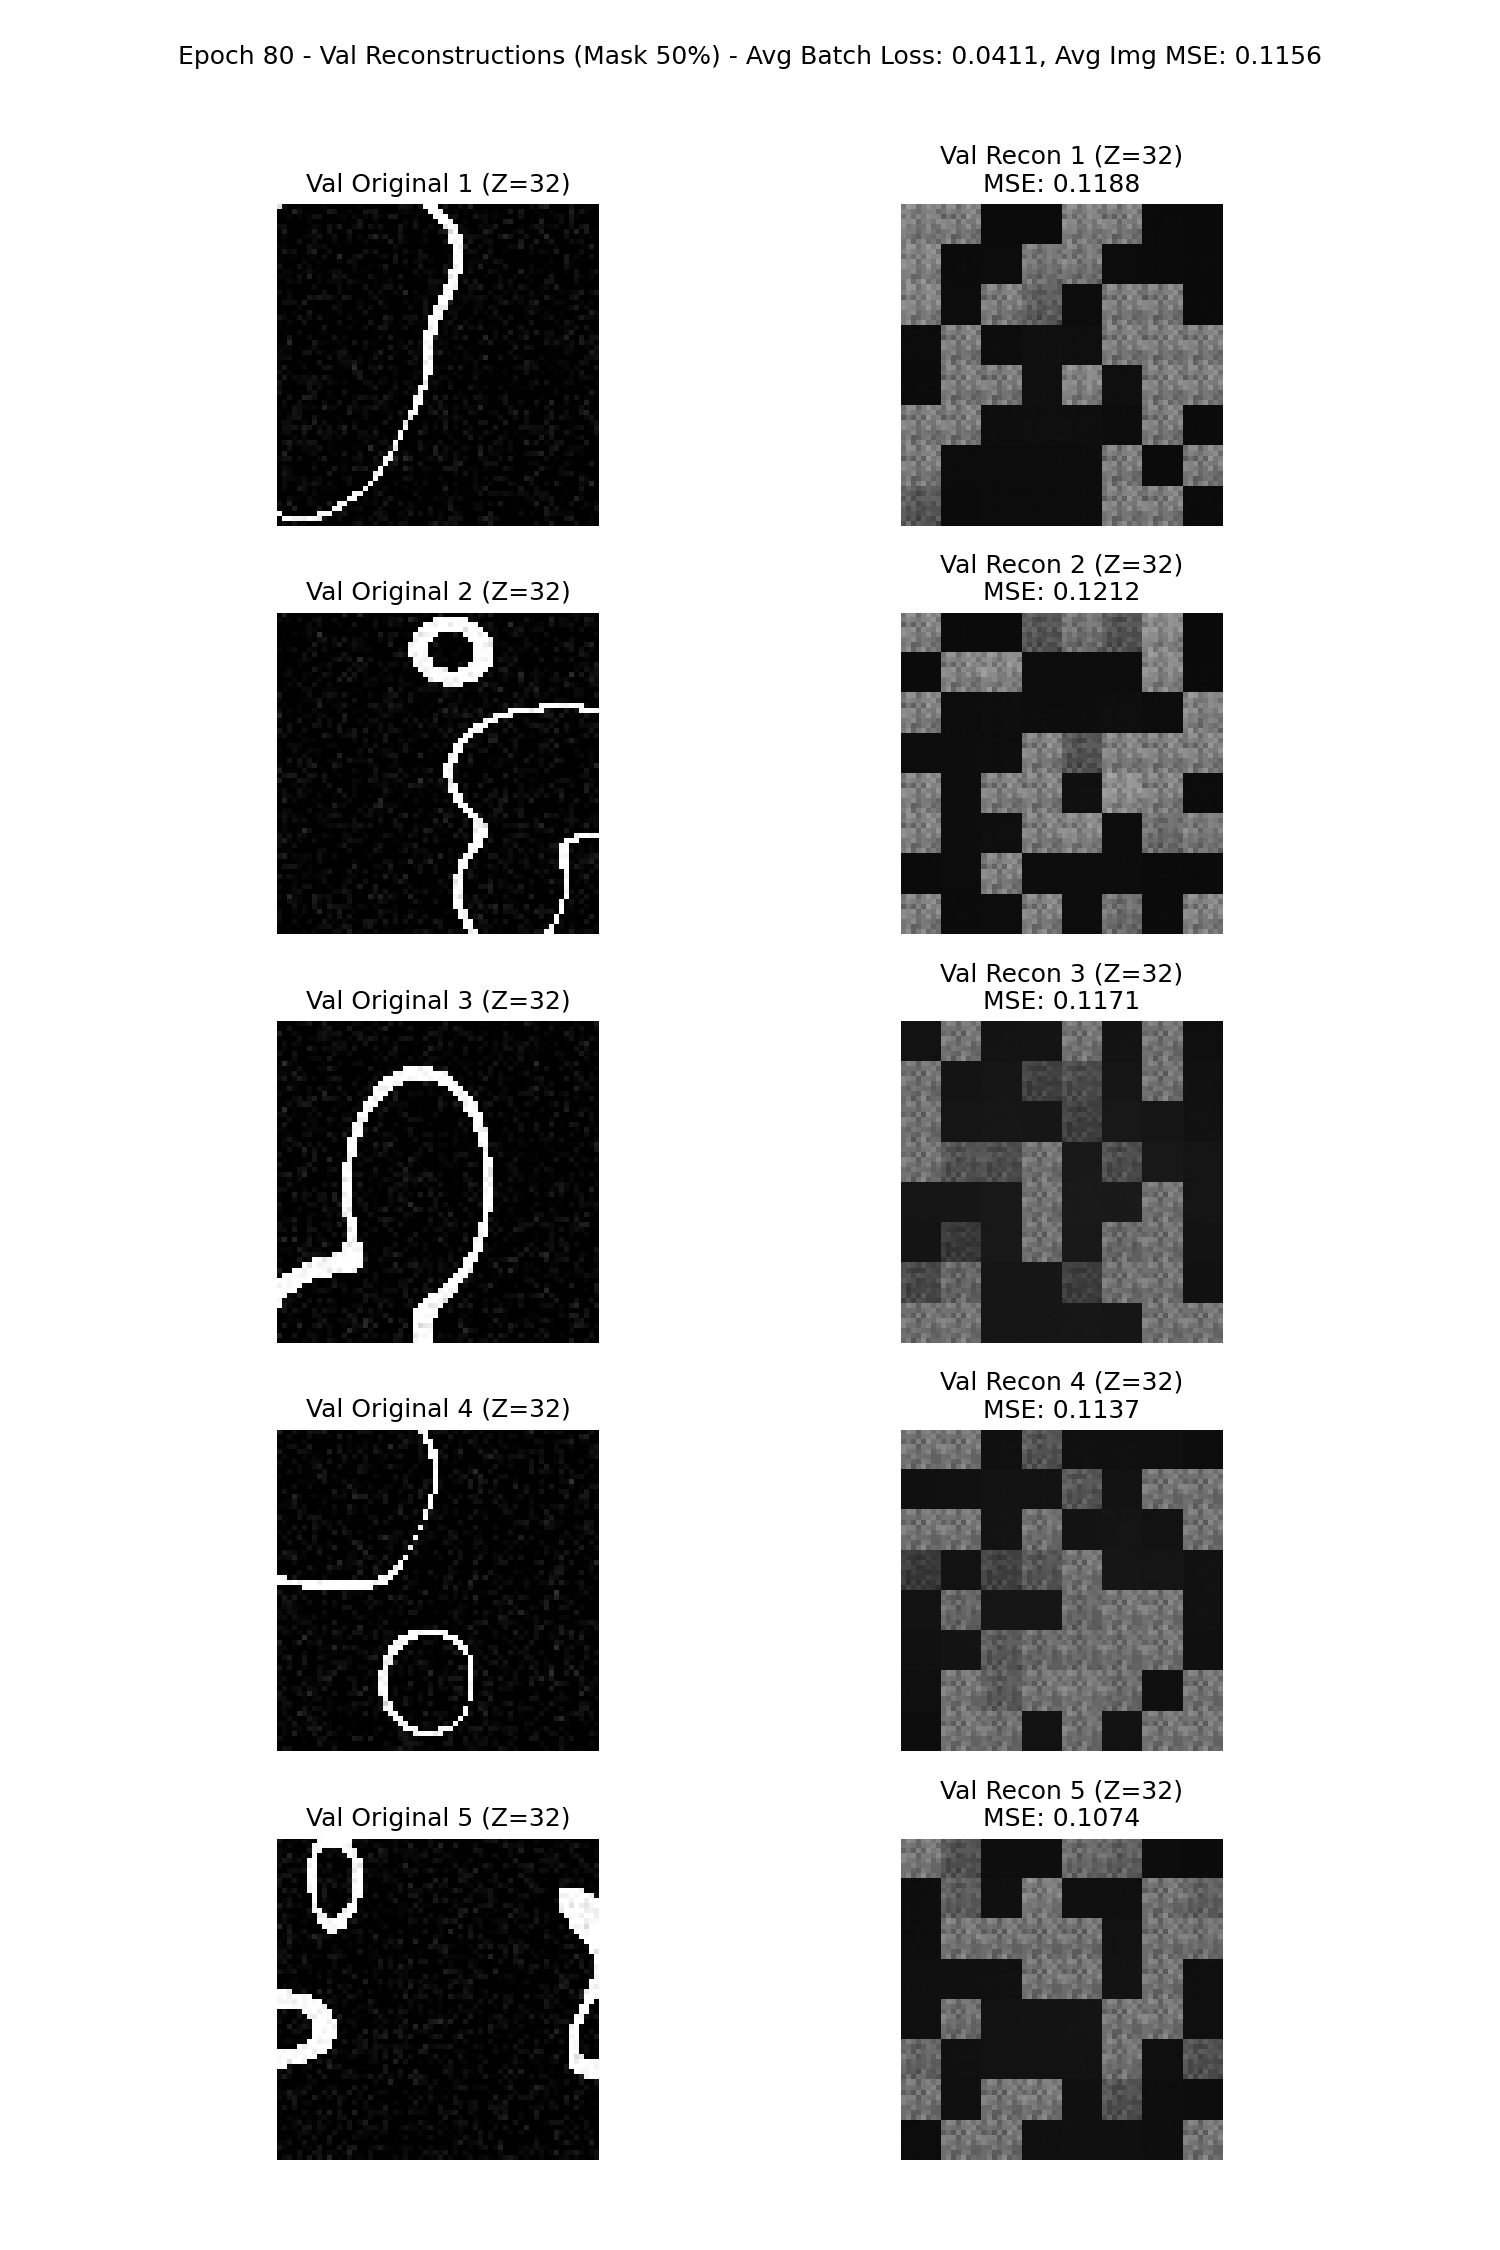 Epoch 80 - Val Reconstructions (Mask 50%) - Avg Batch Loss: 0.0411, Avg Img MSE: 0.1156
Val Original 1 (Z=32)
Val Recon 1 (Z=32)
MSE: 0.1188
Val Original 2 (Z=32)
Val Recon 2 (Z=32)
MSE: 0.1212
Val Original 3 (Z=32)
Val Recon 3 (Z=32)
MSE: 0.1171
Val Original 4 (Z=32)
Val Recon 4 (Z=32)
MSE: 0.1137
Val Original 5 (Z=32)
Val Recon 5 (Z=32)
MSE: 0.1074